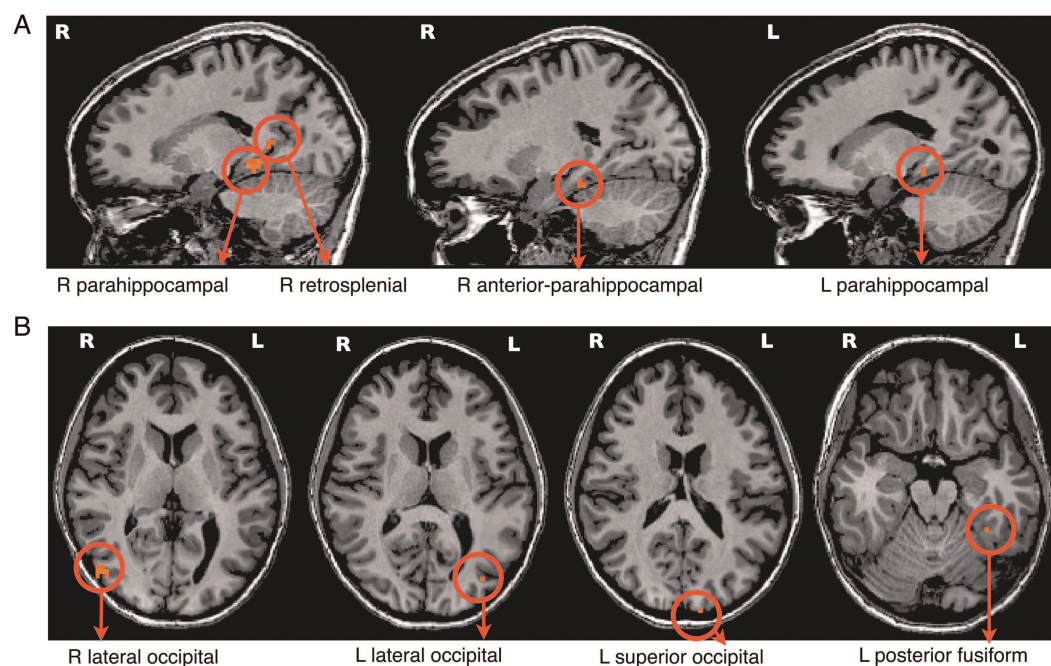 A
R
R
L
R parahippocampal
R retrosplenial
R anterior-parahippocampal
L parahippocampal
B
R L
R L
R L
R L
R lateral occipital
L lateral occipital
L superior occipital
L posterior fusiform